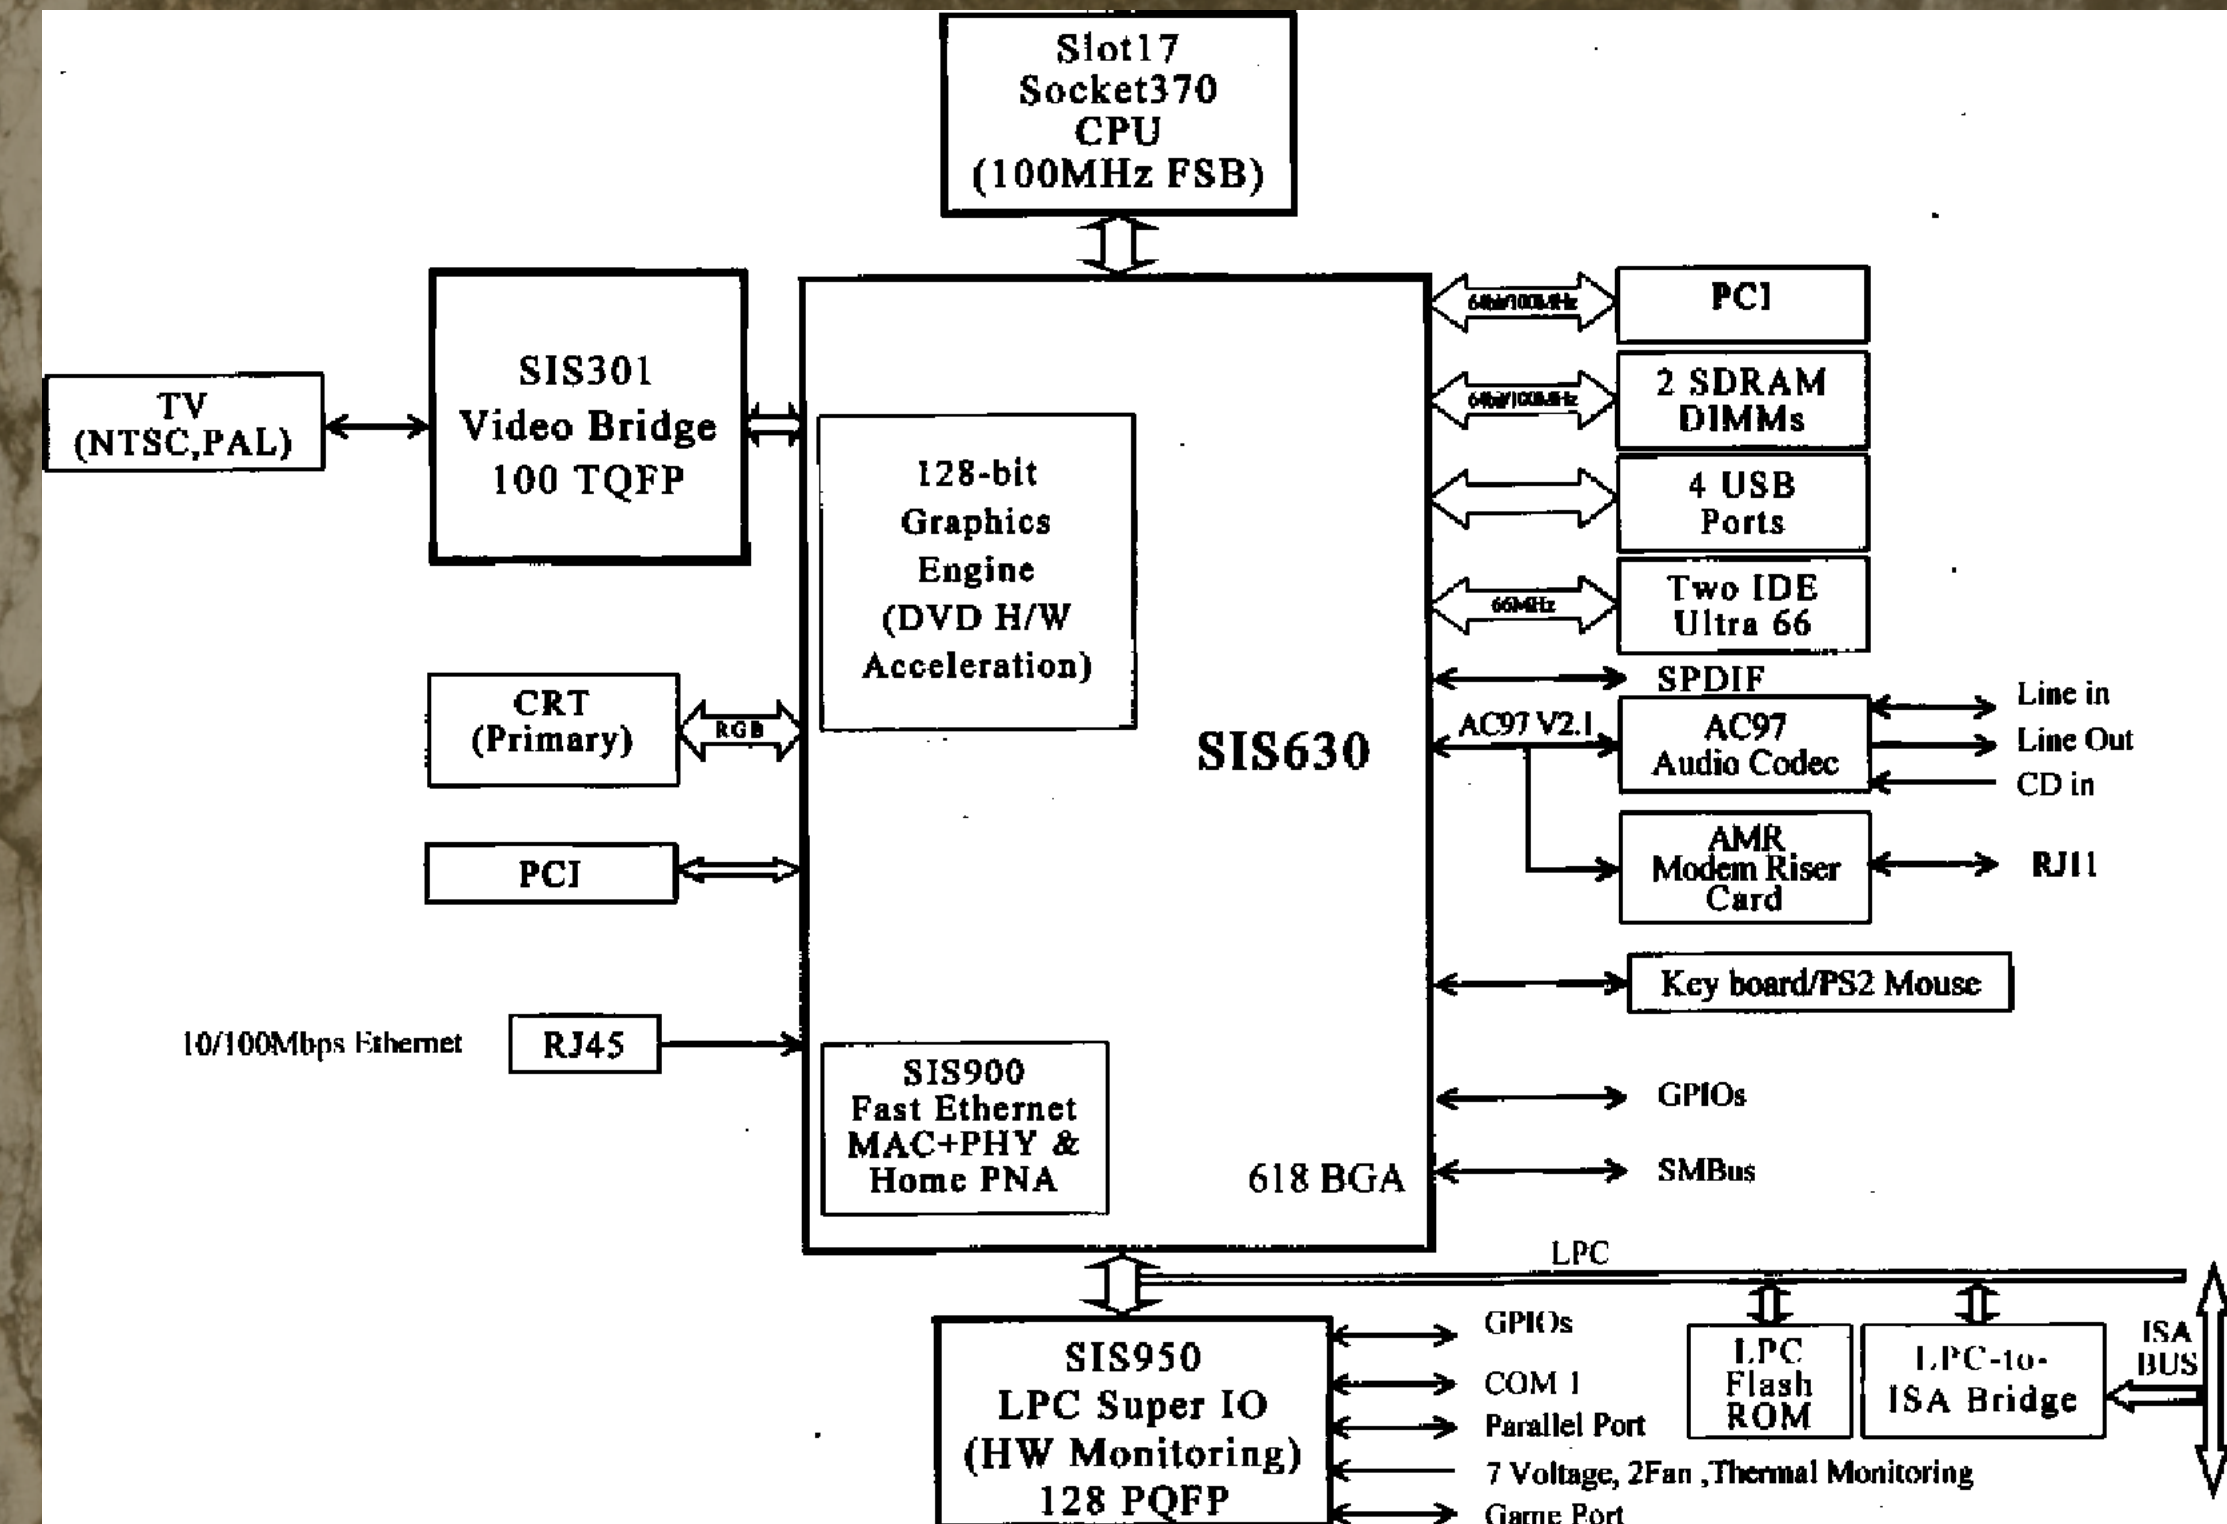 Slot17
Socket370
CPU
(100MHz FSB)
SIS301
Video Bridge
100 TQFP
TV
(NTSC,PAL)
128-bit
Graphics
Engine
(DVD H/W
Acceleration)
CRT
(Primary)
RGB
PCI
10/100Mbps Ethernet
RJ45
SIS900
Fast Ethernet
MAC+PHY &
Home PNA
SIS630
618 BGA
64bit/100MHz
PCI
64bit/100MHz
2 SDRAM
DIMMs
4 USB
Ports
66MHz
Two IDE
Ultra 66
SPDIF
AC97 V2.1
AC97
Audio Codec
Line in
Line Out
CD in
AMR
Modem Riser
Card
RJ11
Key board/PS2 Mouse
GPIOs
SMBus
LPC
SIS950
LPC Super IO
(HW Monitoring)
128 PQFP
GPIOs
COM 1
Parallel Port
7 Voltage, 2Fan ,Thermal Monitoring
Game Port
LPC
Flash
ROM
LPC-to-
ISA Bridge
ISA
BUS